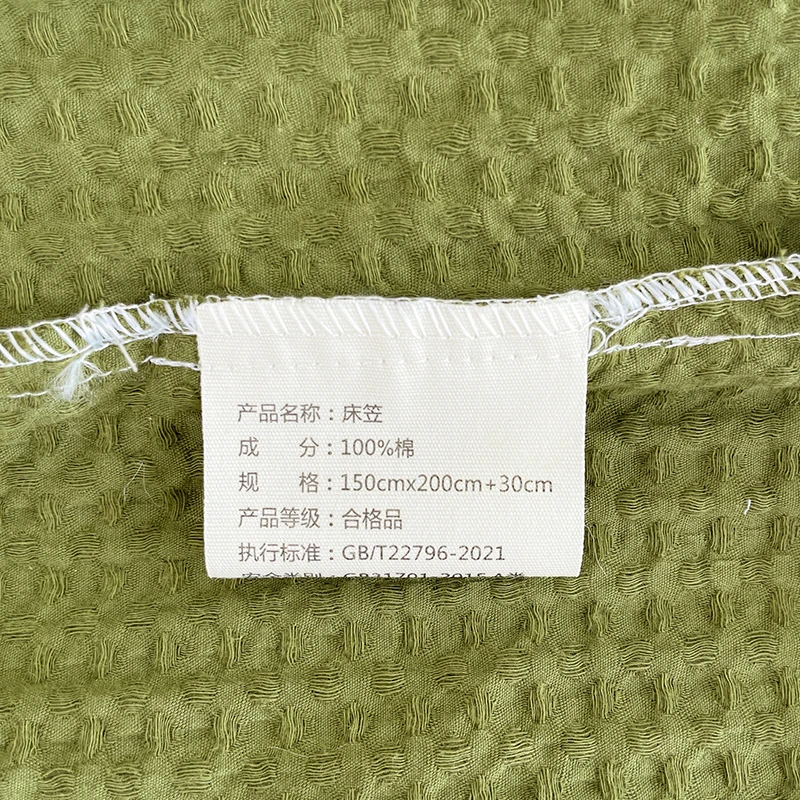 产品名称：床笠
成 分：100%棉
规 格：150cmx200cm+30cm
产品等级：合格品
执行标准：GB/T22796-2021